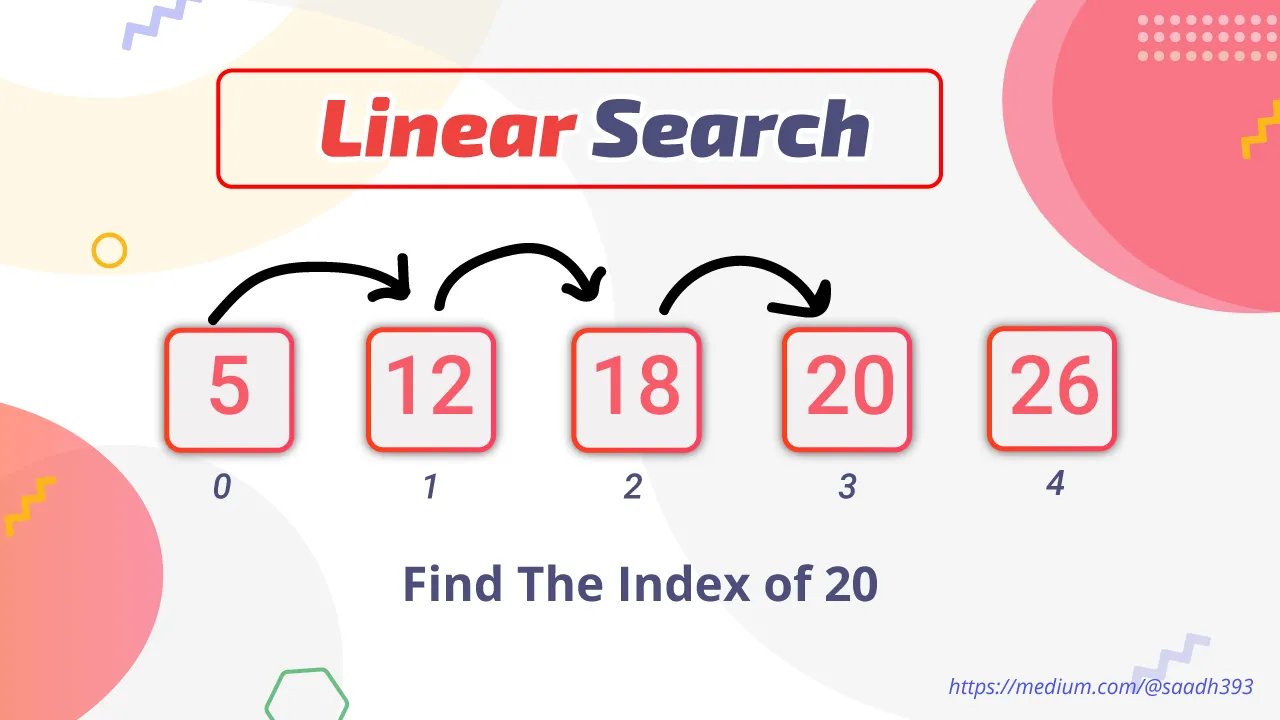 Linear Search
5 12 18 20 26
0 1 2 3 4
Find The Index of 20
https://medium.com/@saadh393